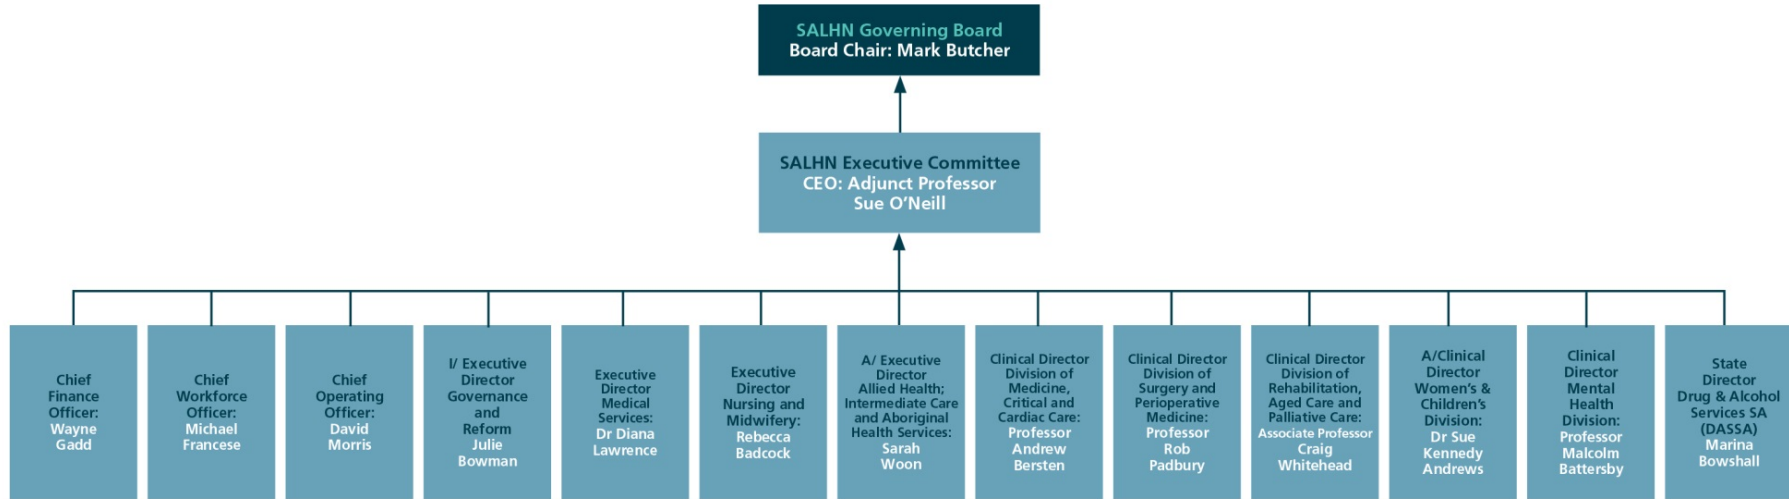 SALHN Governing Board
Board Chair: Mark Butcher
SALHN Executive Committee
CEO: Adjunct Professor
Sue O’Neill
Chief
Finance
Officer:
Wayne
Gadd
Chief
Workforce
Officer:
Michael
Francese
Chief
Operating
Officer:
David
Morris
I/ Executive
Director
Governance
and
Reform
Julie
Bowman
Executive
Director
Medical
Services:
Dr Diana
Lawrence
Executive
Director
Nursing and
Midwifery:
Rebecca
Badcock
A/ Executive
Director
Allied Health;
Intermediate Care
and Aboriginal
Health Services:
Sarah
Woon
Clinical Director
Division of
Medicine,
Critical and
Cardiac Care:
Professor
Andrew
Bersten
Clinical Director
Division of
Surgery and
Perioperative
Medicine:
Professor
Rob
Padbury
Clinical Director
Division of
Rehabilitation,
Aged Care and
Palliative Care:
Associate Professor
Craig
Whitehead
A/Clinical
Director
Women’s &
Children’s
Division:
Dr Sue
Kennedy
Andrews
Clinical
Director
Mental
Health
Division:
Professor
Malcolm
Battersby
State
Director
Drug & Alcohol
Services SA
(DASSA)
Marina
Bowshall